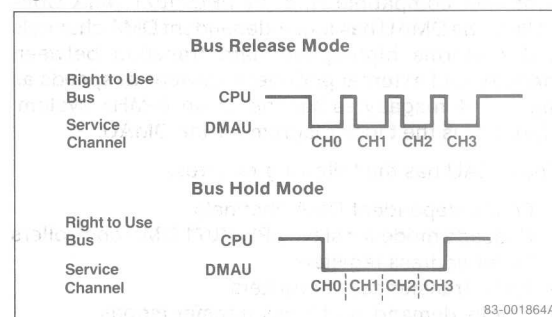 Bus Release Mode
Right to Use
Bus CPU
Service DMAU CH0 CH1 CH2 CH3
Channel
Bus Hold Mode
Right to Use
Bus CPU
Service DMAU CH0 CH1 CH2 CH3
Channel
83-001864A